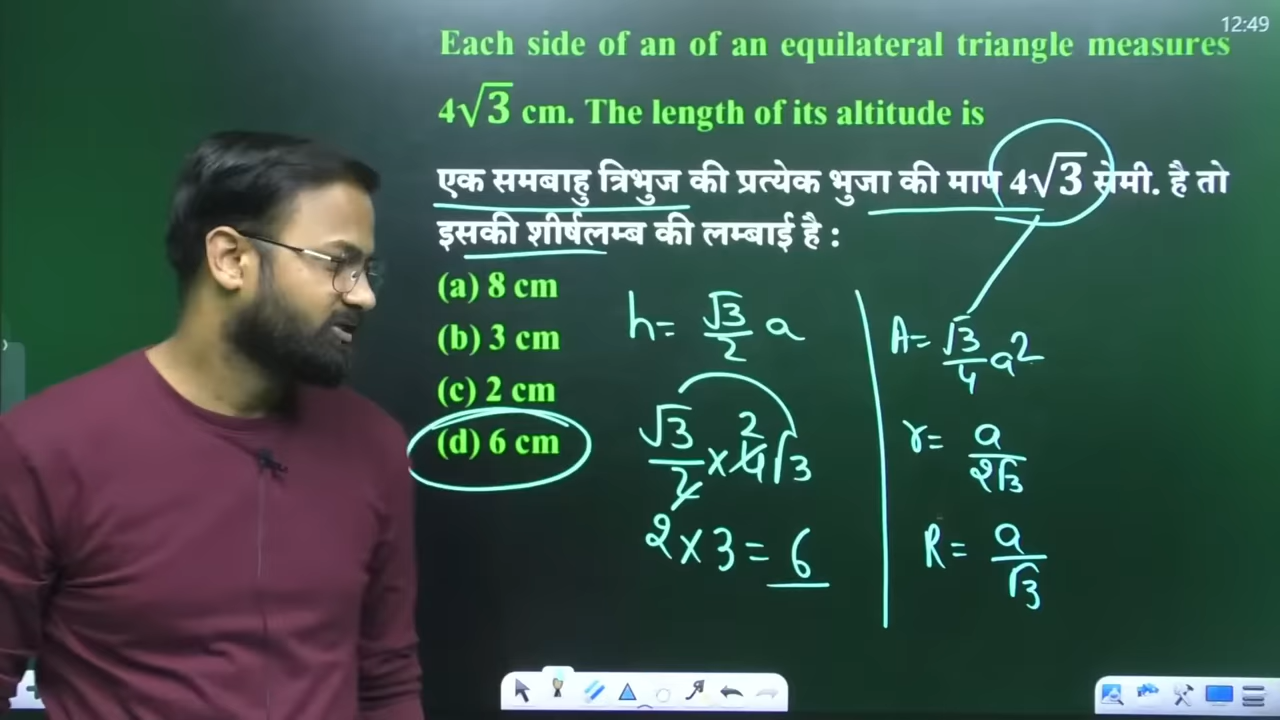 12:49
Each side of an of an equilateral triangle measures
4√3 cm. The length of its altitude is
एक समबाहु त्रिभुज की प्रत्येक भुजा की माप 4√3 सेमी. है तो
इसकी शीर्षलम्ब की लम्बाई है :
(a) 8 cm
(b) 3 cm
(c) 2 cm
(d) 6 cm
h = √3/2 a
√3/2 × 4√3
2
2 × 3 = 6
A = √3/4 a²
r = a/2√3
R = a/√3